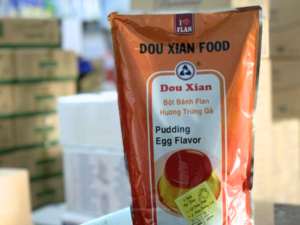 I ♥ FLAN
DOU XIAN FOOD
Dou Xian
Bột Bánh Flan
Hương Trứng Gà
Pudding
Egg Flavor